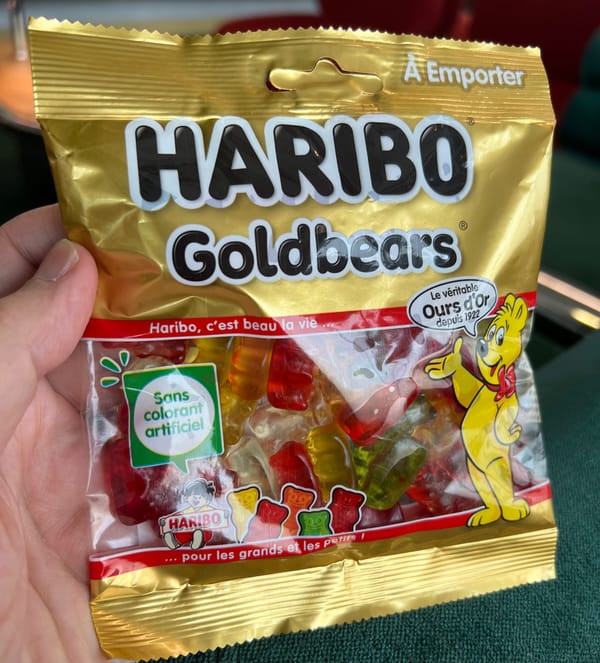 À Emporter
HARIBO
Goldbears®
Le véritable
Ours d'Or
depuis 1922
Haribo, c'est beau la vie ...
Sans
colorant
artificiel
HARIBO
... pour les grands et les petits !